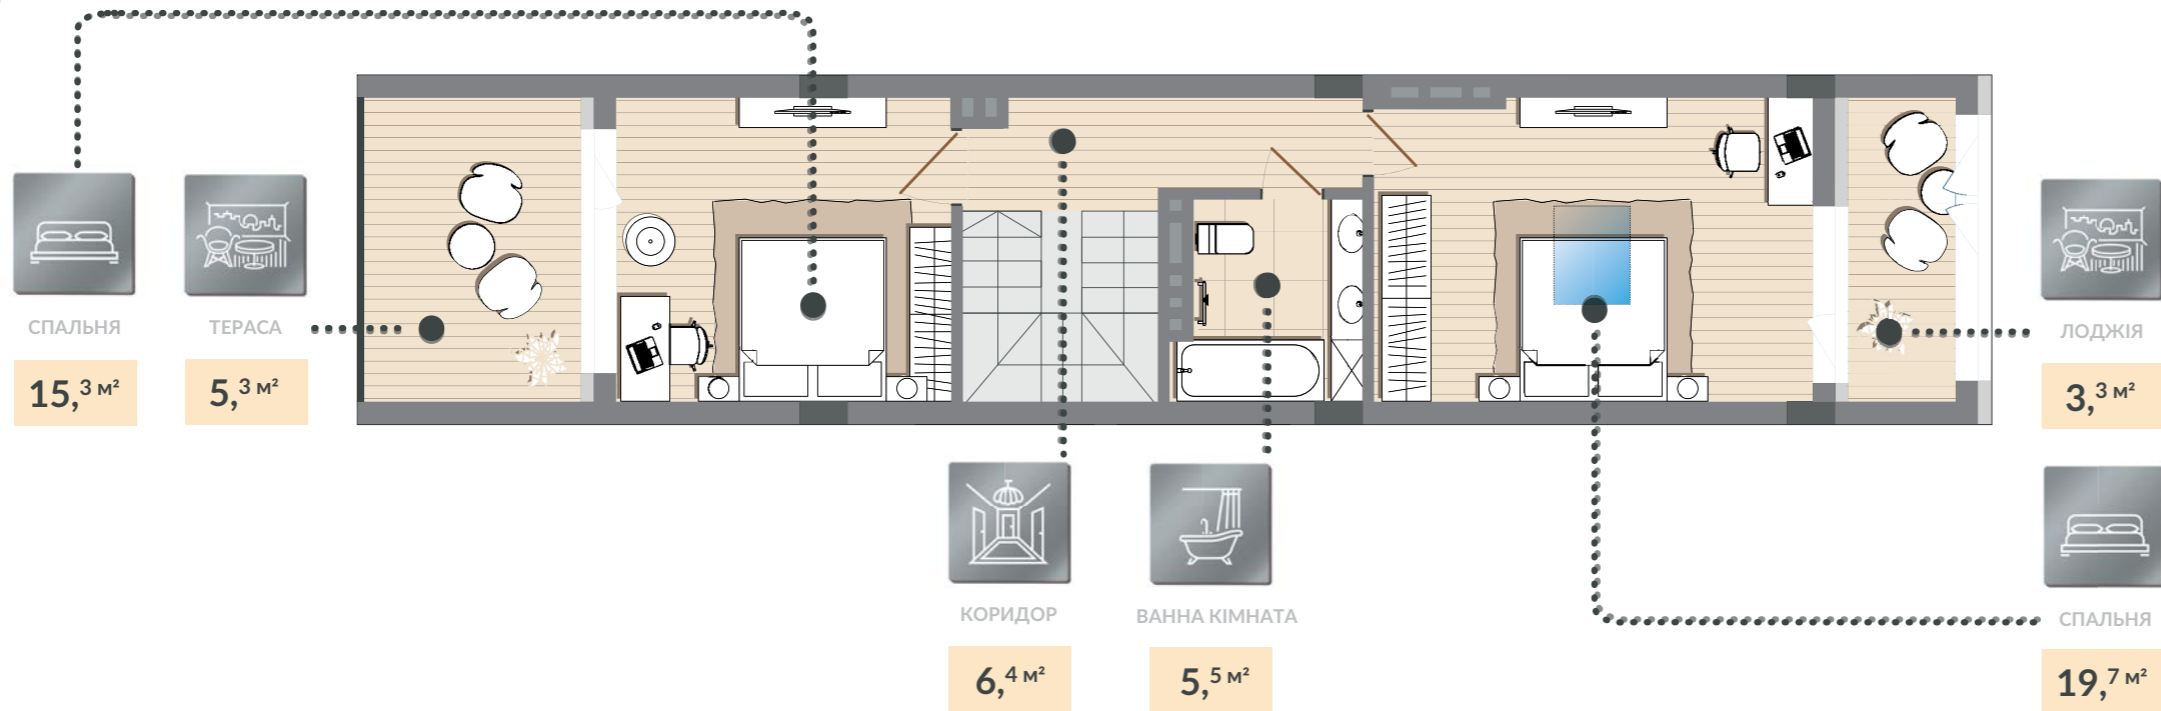 СПАЛЬНЯ
15,3 м²
ТЕРАСА
5,3 м²
ЛОДЖІЯ
3,3 м²
КОРИДОР
6,4 м²
ВАННА КІМНАТА
5,5 м²
СПАЛЬНЯ
19,7 м²